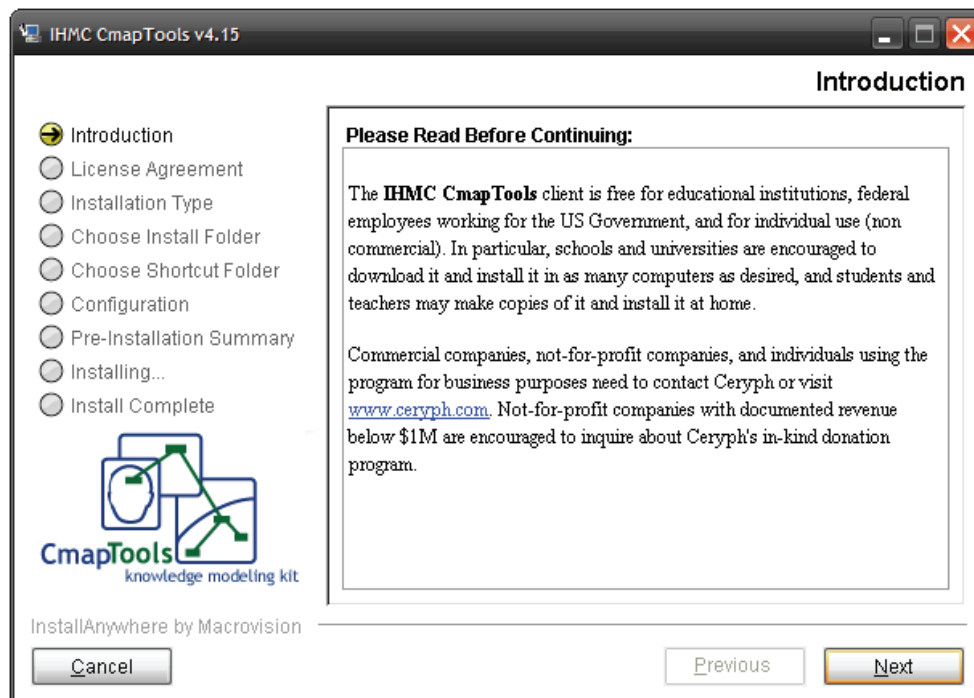 IHMC CmapTools v4.15
Introduction
Introduction
License Agreement
Installation Type
Choose Install Folder
Choose Shortcut Folder
Configuration
Pre-Installation Summary
Installing...
Install Complete
CmapTools
knowledge modeling kit
Please Read Before Continuing:
The IHMC CmapTools client is free for educational institutions, federal
employees working for the US Government, and for individual use (non
commercial). In particular, schools and universities are encouraged to
download it and install it in as many computers as desired, and students and
teachers may make copies of it and install it at home.
Commercial companies, not-for-profit companies, and individuals using the
program for business purposes need to contact Ceryph or visit
www.ceryph.com. Not-for-profit companies with documented revenue
below $1M are encouraged to inquire about Ceryph's in-kind donation
program.
InstallAnywhere by Macrovision
Cancel
Previous
Next